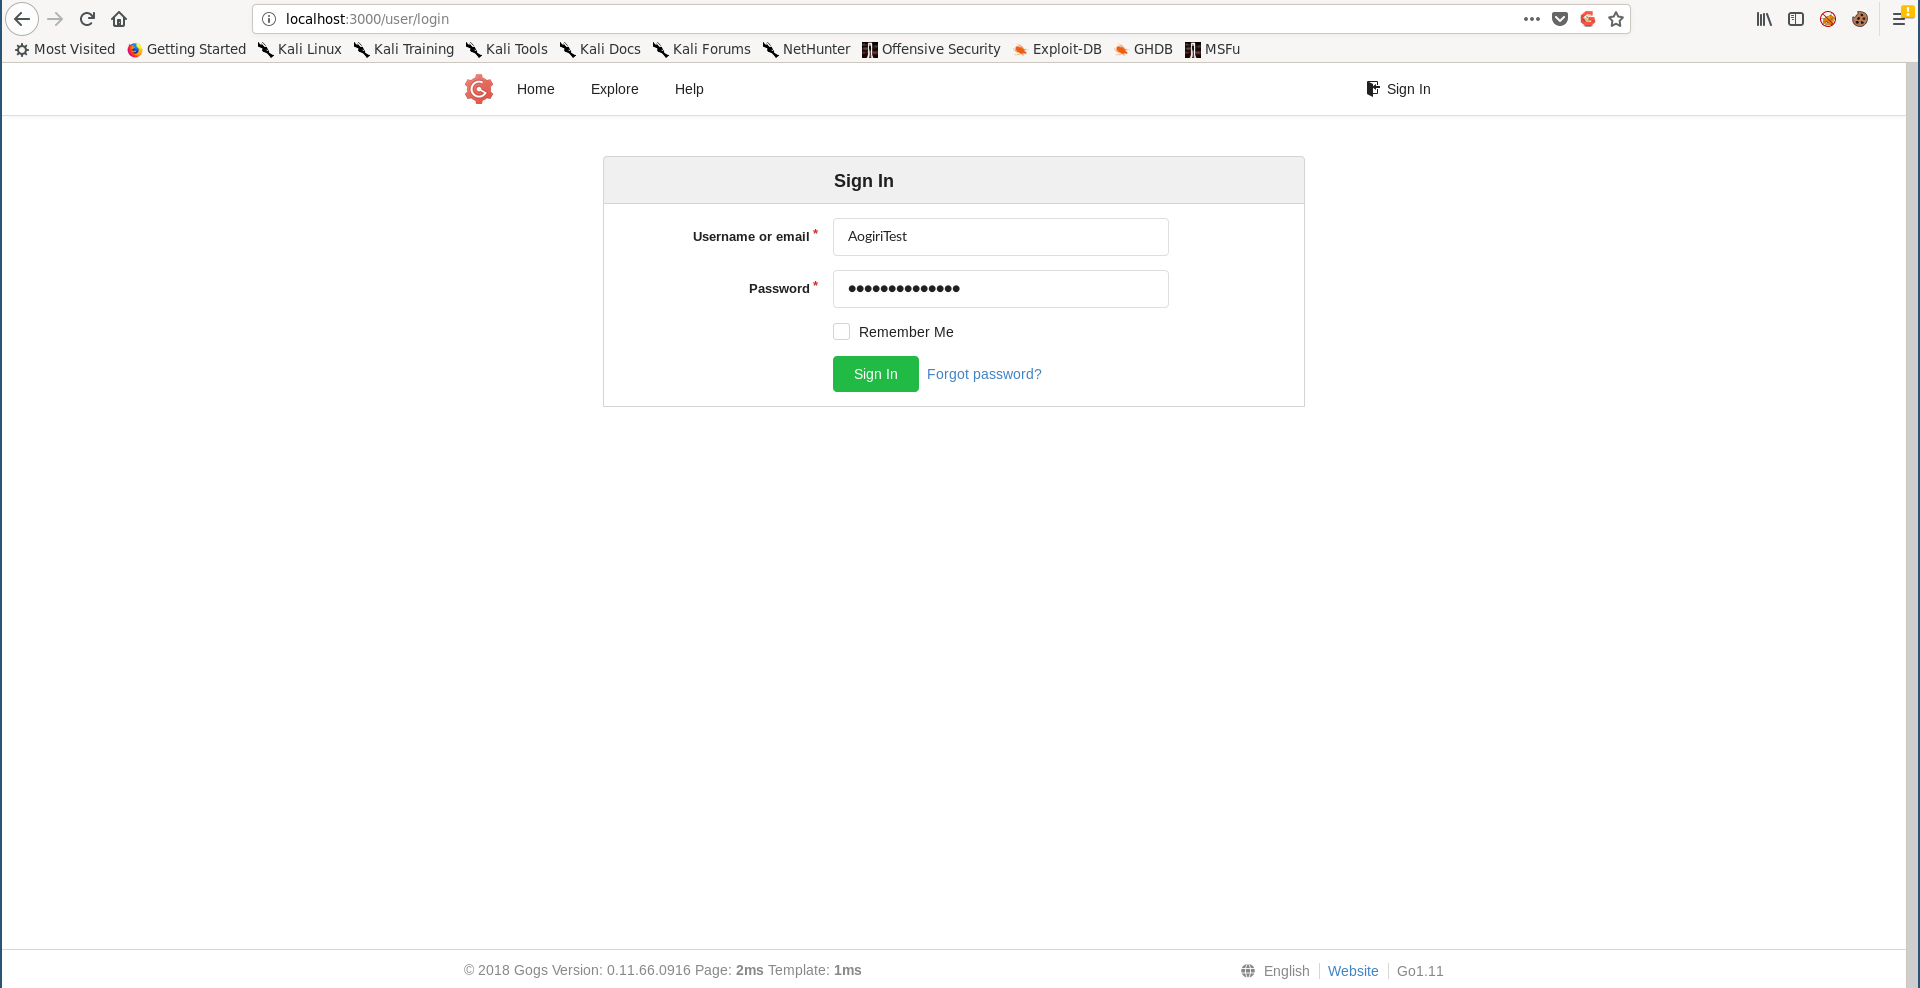 localhost:3000/user/login
Most Visited Getting Started Kali Linux Kali Training Kali Tools Kali Docs Kali Forums NetHunter Offensive Security Exploit-DB GHDB MSFu
Home Explore Help Sign In
Sign In
Username or email * AogiriTest
Password * ●●●●●●●●●●●●●●
Remember Me
Sign In Forgot password?
© 2018 Gogs Version: 0.11.66.0916 Page: 2ms Template: 1ms English Website Go1.11